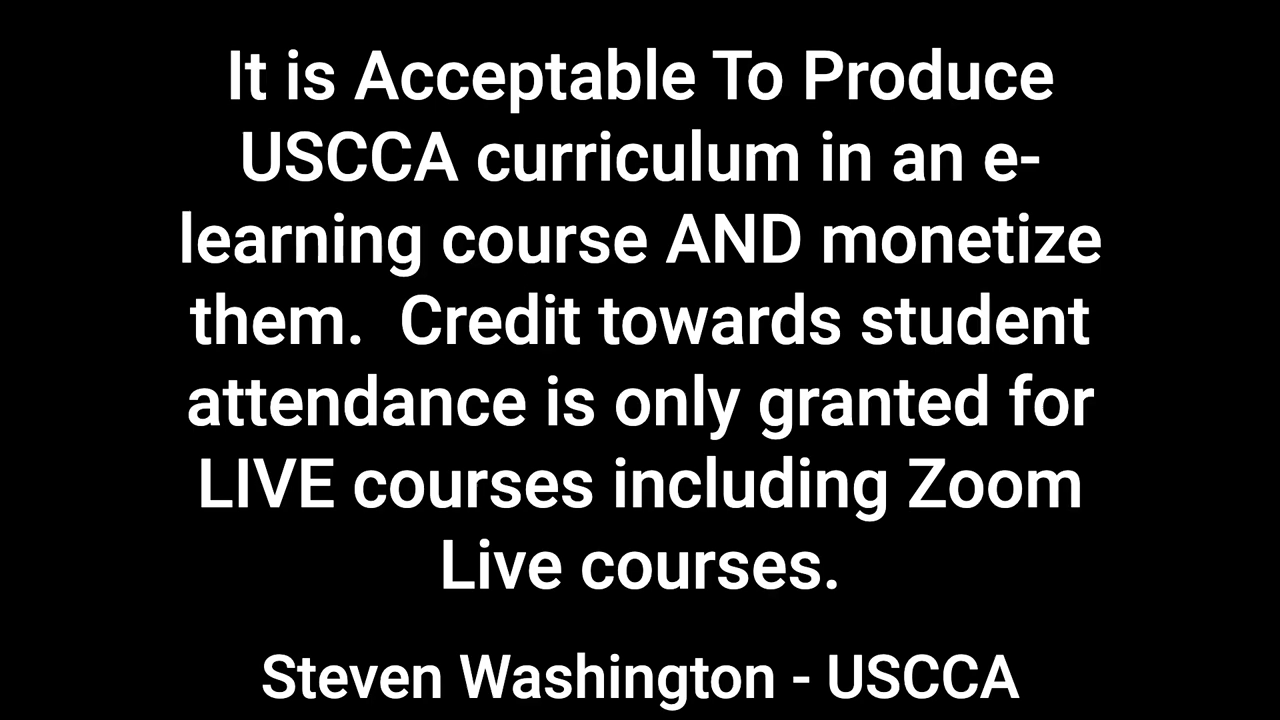 It is Acceptable To Produce
USCCA curriculum in an e-
learning course AND monetize
them.  Credit towards student
attendance is only granted for
LIVE courses including Zoom
Live courses.
Steven Washington - USCCA